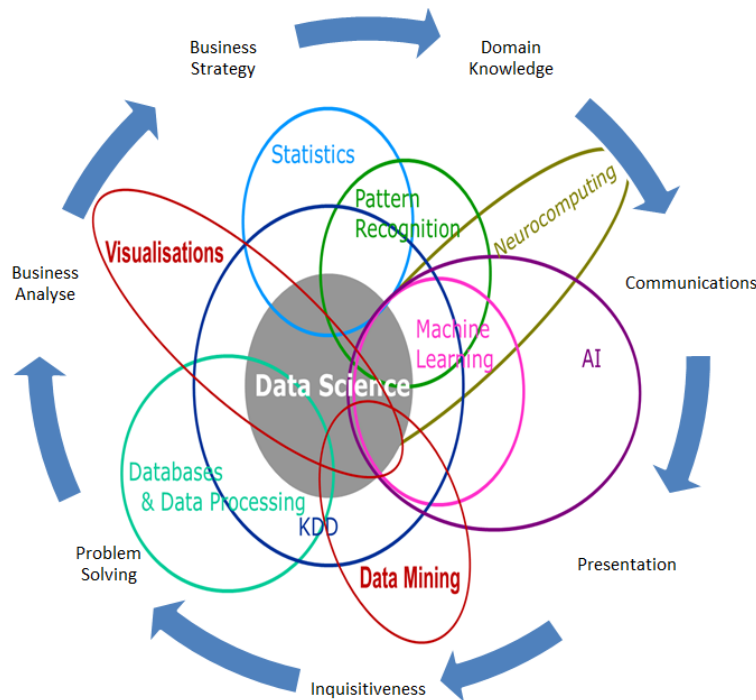 Business
Strategy
Domain
Knowledge
Statistics
Pattern
Recognition
Neurocomputing
Visualisations
Business
Analyse
Communications
Machine
Learning
AI
Data Science
Databases
& Data Processing
KDD
Data Mining
Problem
Solving
Presentation
Inquisitiveness